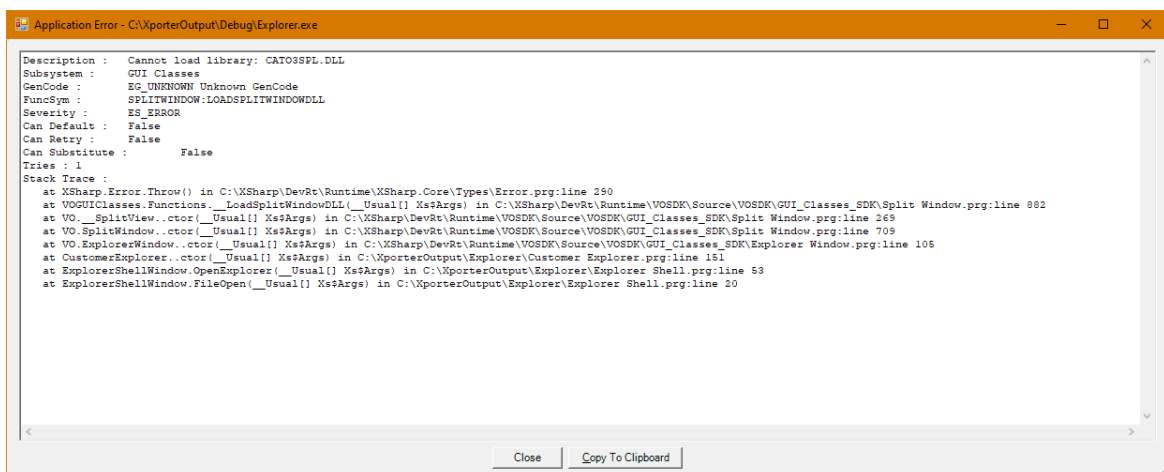 Application Error - C:\XporterOutput\Debug\Explorer.exe
Description :   Cannot load library: CATO3SPL.DLL
Subsystem :     GUI Classes
GenCode :       EG_UNKNOWN Unknown GenCode
FuncSym :       SPLITWINDOW:LOADSPLITWINDOWDLL
Severity :      ES_ERROR
Can Default :   False
Can Retry :     False
Can Substitute :        False
Tries : 1
Stack Trace :
   at XSharp.Error.Throw() in C:\XSharp\DevRt\Runtime\XSharp.Core\Types\Error.prg:line 290
   at VOGUIClasses.Functions.__LoadSplitWindowDLL(__Usual[] Xs$Args) in C:\XSharp\DevRt\Runtime\VOSDK\Source\VOSDK\GUI_Classes_SDK\Split Window.prg:line 882
   at VO.__SplitView..ctor(__Usual[] Xs$Args) in C:\XSharp\DevRt\Runtime\VOSDK\Source\VOSDK\GUI_Classes_SDK\Split Window.prg:line 269
   at VO.SplitWindow..ctor(__Usual[] Xs$Args) in C:\XSharp\DevRt\Runtime\VOSDK\Source\VOSDK\GUI_Classes_SDK\Split Window.prg:line 709
   at VO.ExplorerWindow..ctor(__Usual[] Xs$Args) in C:\XSharp\DevRt\Runtime\VOSDK\Source\VOSDK\GUI_Classes_SDK\Explorer Window.prg:line 105
   at CustomerExplorer..ctor(__Usual[] Xs$Args) in C:\XporterOutput\Explorer\Customer Explorer.prg:line 151
   at ExplorerShellWindow.OpenExplorer(__Usual[] Xs$Args) in C:\XporterOutput\Explorer\Explorer Shell.prg:line 53
   at ExplorerShellWindow.FileOpen(__Usual[] Xs$Args) in C:\XporterOutput\Explorer\Explorer Shell.prg:line 20
Close   Copy To Clipboard